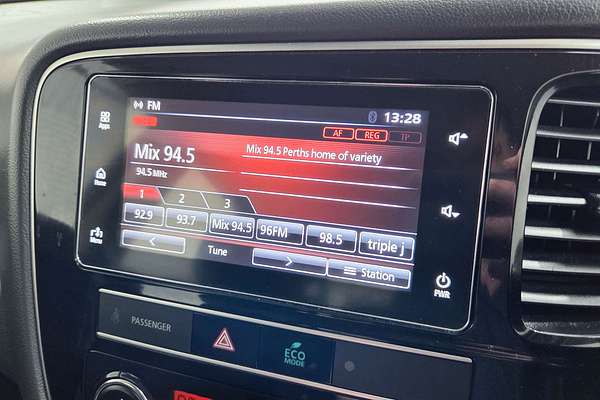 FM
13:28
Apps
AF REG TP
Mix 94.5
Mix 94.5 Perths home of variety
94.5 MHz
Home
1 2 3
92.9 93.7 Mix 94.5 96FM 98.5 triple j
Menu
< Tune > Station
PWR
PASSENGER
ECO
MODE